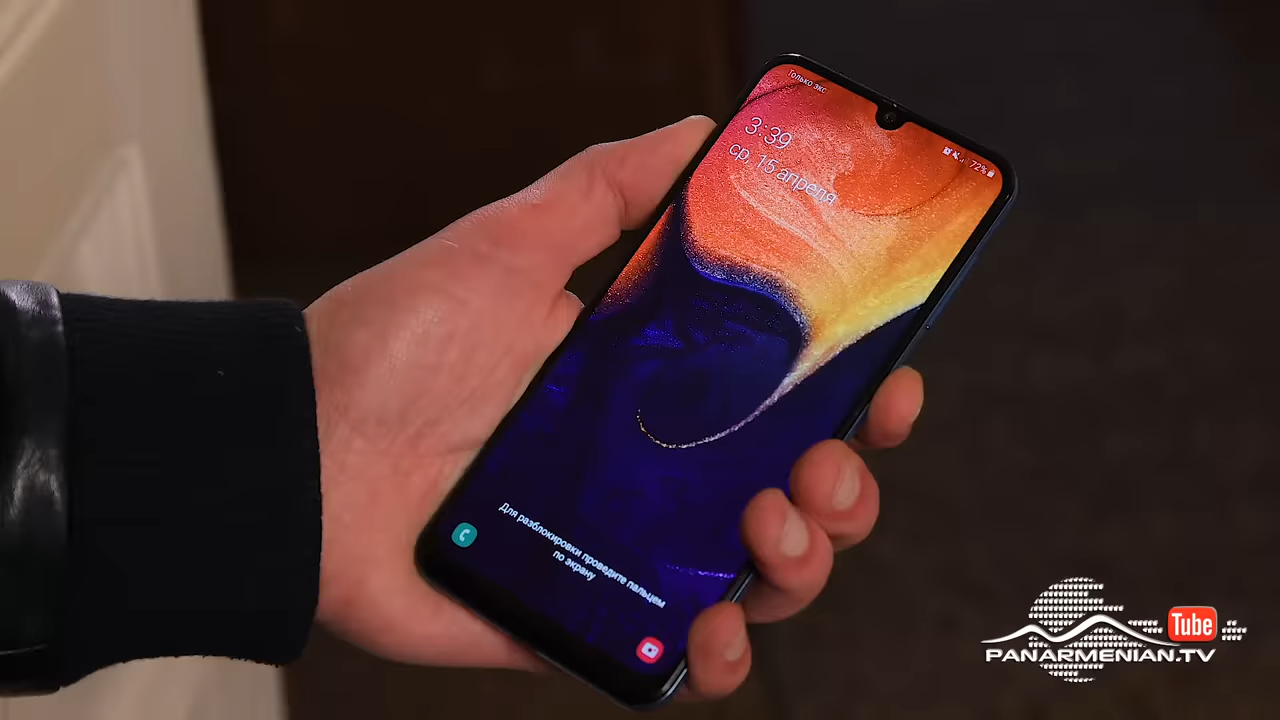 Только экс
72%
3:39
ср, 15 апреля
Для разблокировки проведите пальцем
по экрану
Tube
PANARMENIAN.TV